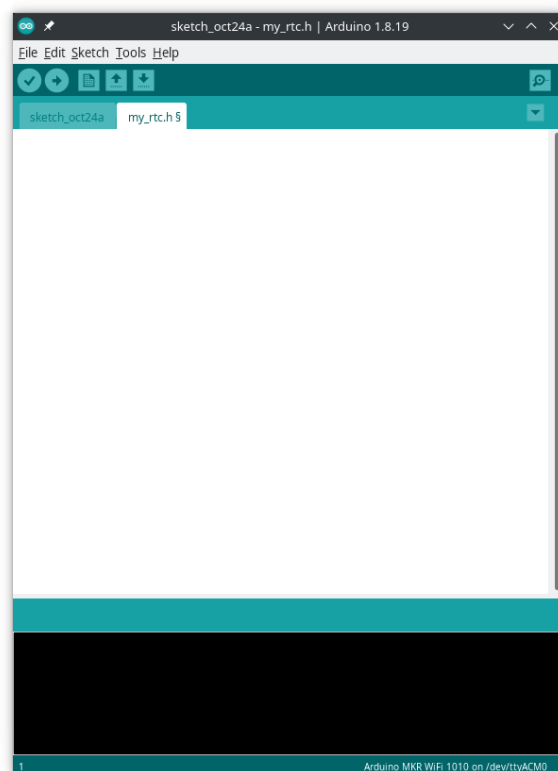 sketch_oct24a - my_rtc.h | Arduino 1.8.19
File Edit Sketch Tools Help
sketch_oct24a my_rtc.h §
1 Arduino MKR WiFi 1010 on /dev/ttyACM0